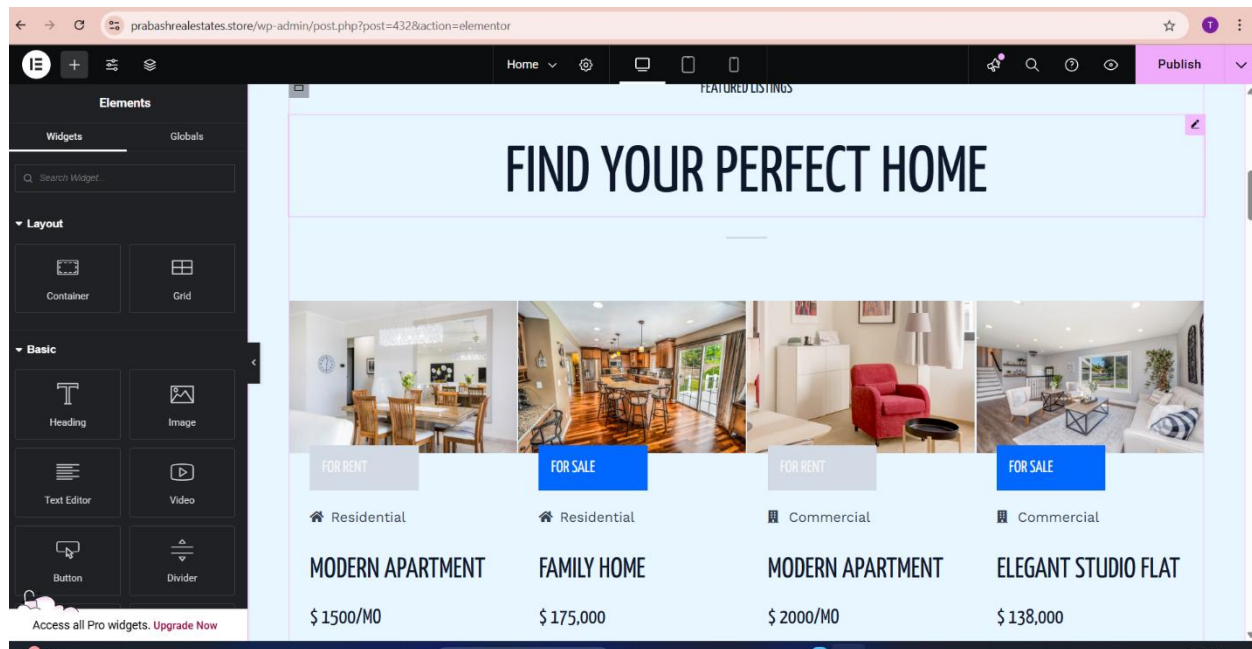 prabashrealestates.store/wp-admin/post.php?post=432&action=elementor
T
Home
Publish
Elements
Widgets
Globals
Search Widget...
Layout
Container
Grid
Basic
Heading
Image
Text Editor
Video
Button
Divider
Access all Pro widgets. Upgrade Now
FEATURED LISTINGS
FIND YOUR PERFECT HOME
FOR RENT
FOR SALE
FOR RENT
FOR SALE
Residential
Residential
Commercial
Commercial
MODERN APARTMENT
FAMILY HOME
MODERN APARTMENT
ELEGANT STUDIO FLAT
$ 1500/MO
$ 175,000
$ 2000/MO
$ 138,000